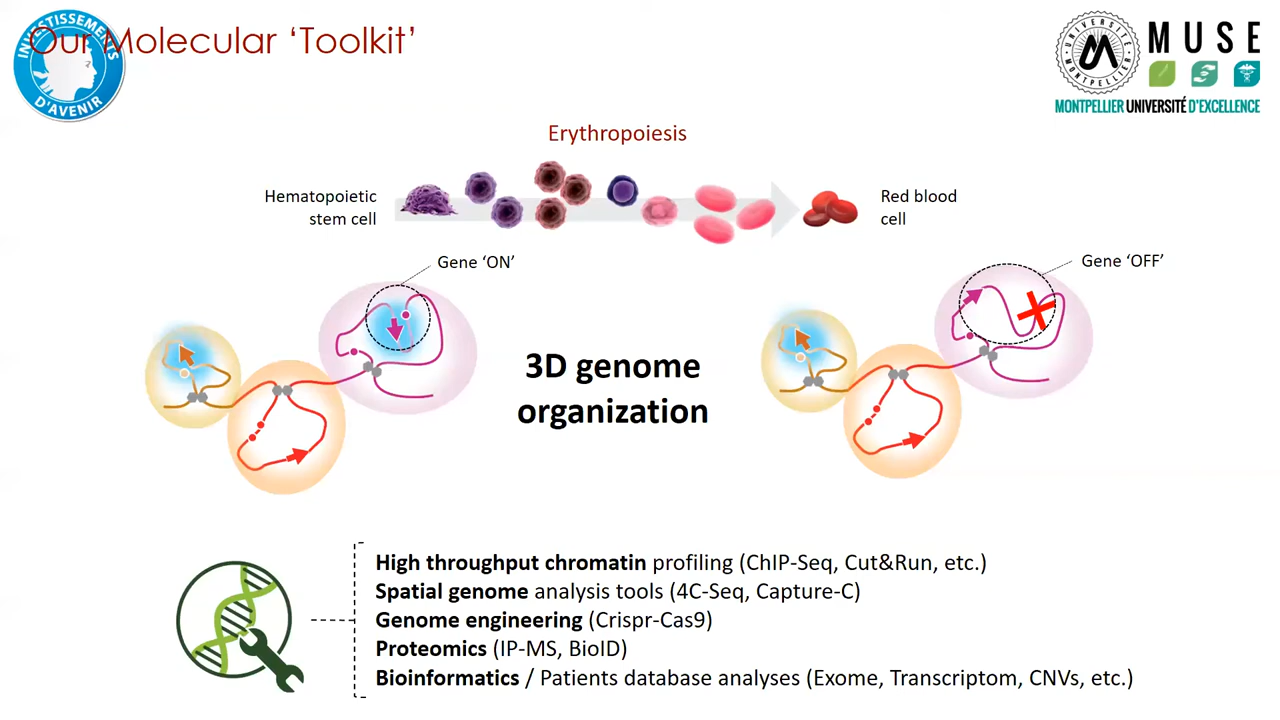 Our Molecular ‘Toolkit’
INVESTISSEMENTS
D'AVENIR
UNIVERSITÉ
MONTPELLIER
MUSE
MONTPELLIER UNIVERSITÉ D'EXCELLENCE
Erythropoiesis
Hematopoietic
stem cell
Red blood
cell
Gene ‘ON’
Gene ‘OFF’
3D genome
organization
High throughput chromatin profiling (ChIP-Seq, Cut&Run, etc.)
Spatial genome analysis tools (4C-Seq, Capture-C)
Genome engineering (Crispr-Cas9)
Proteomics (IP-MS, BioID)
Bioinformatics / Patients database analyses (Exome, Transcriptom, CNVs, etc.)